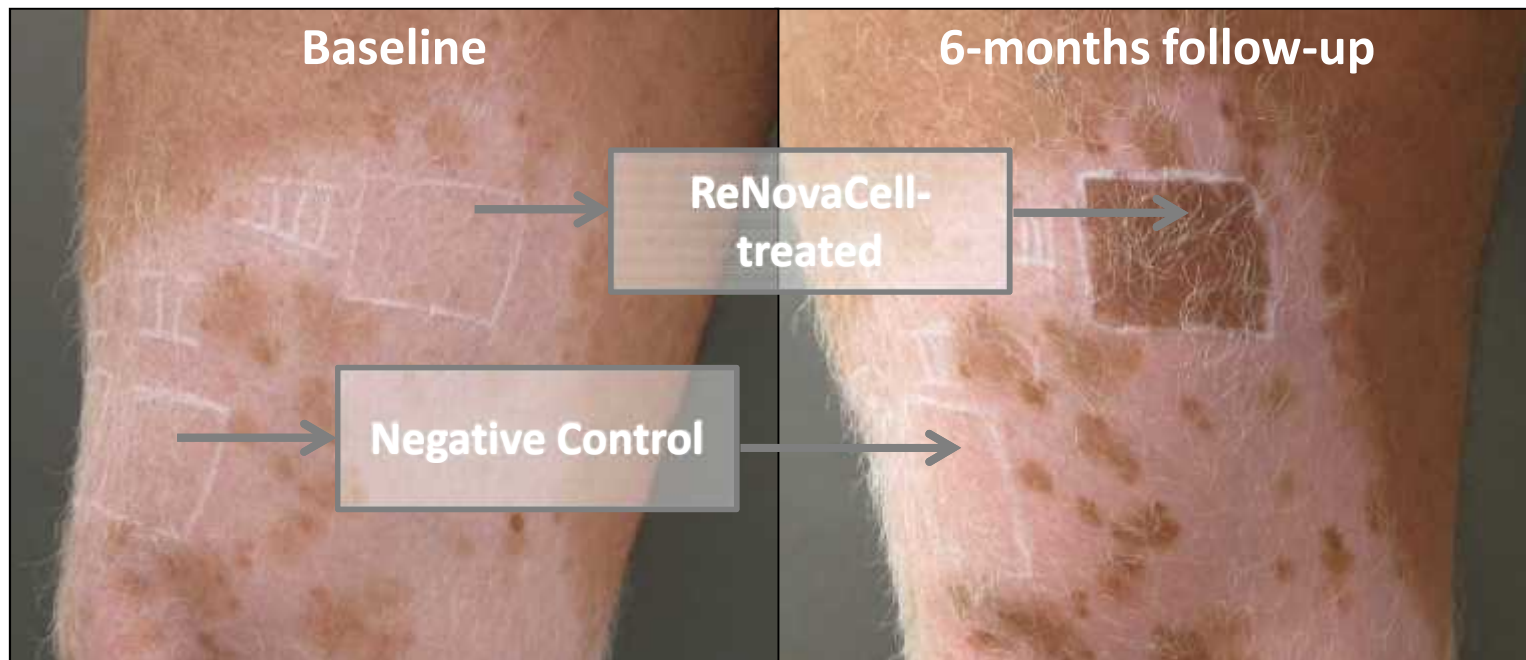 Baseline
6-months follow-up
ReNovaCell-
treated
Negative Control